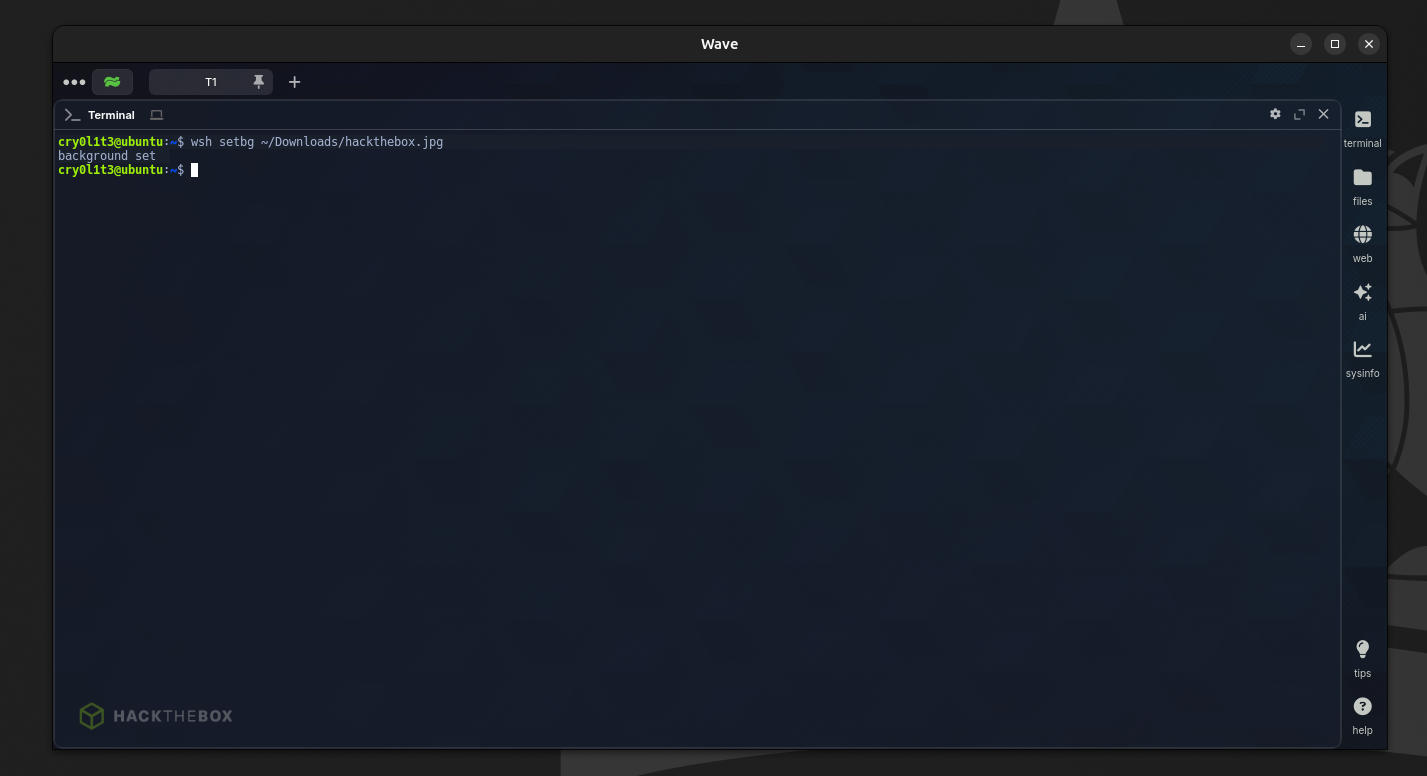 Wave
T1
Terminal
cry0l1t3@ubuntu:~$ wsh setbg ~/Downloads/hackthebox.jpg
background set
cry0l1t3@ubuntu:~$
terminal
files
web
ai
sysinfo
tips
help
HACKTHEBOX